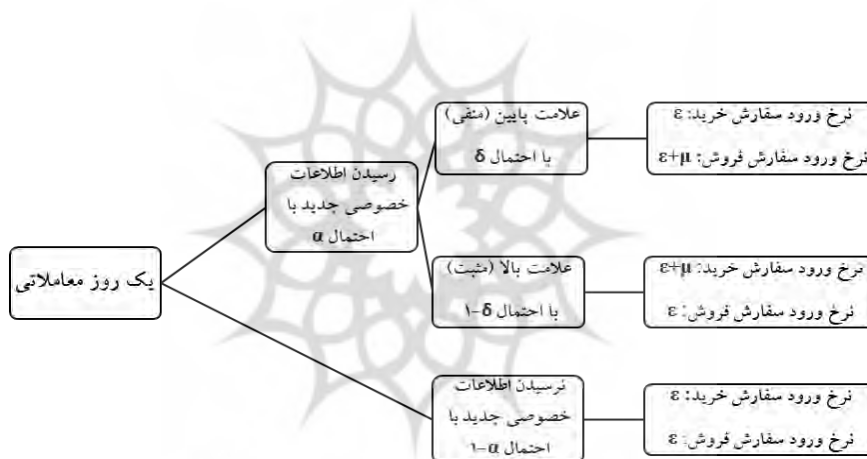 یک روز معاملاتی
رسیدن اطلاعات
خصوصی جدید با
احتمال α
علامت پایین (منفی)
با احتمال δ
نرخ ورود سفارش خرید: ε
نرخ ورود سفارش فروش: ε+μ
علامت بالا (مثبت)
با احتمال ۱-δ
نرخ ورود سفارش خرید: ε+μ
نرخ ورود سفارش فروش: ε
نرسیدن اطلاعات
خصوصی جدید با
احتمال ۱-α
نرخ ورود سفارش خرید: ε
نرخ ورود سفارش فروش: ε